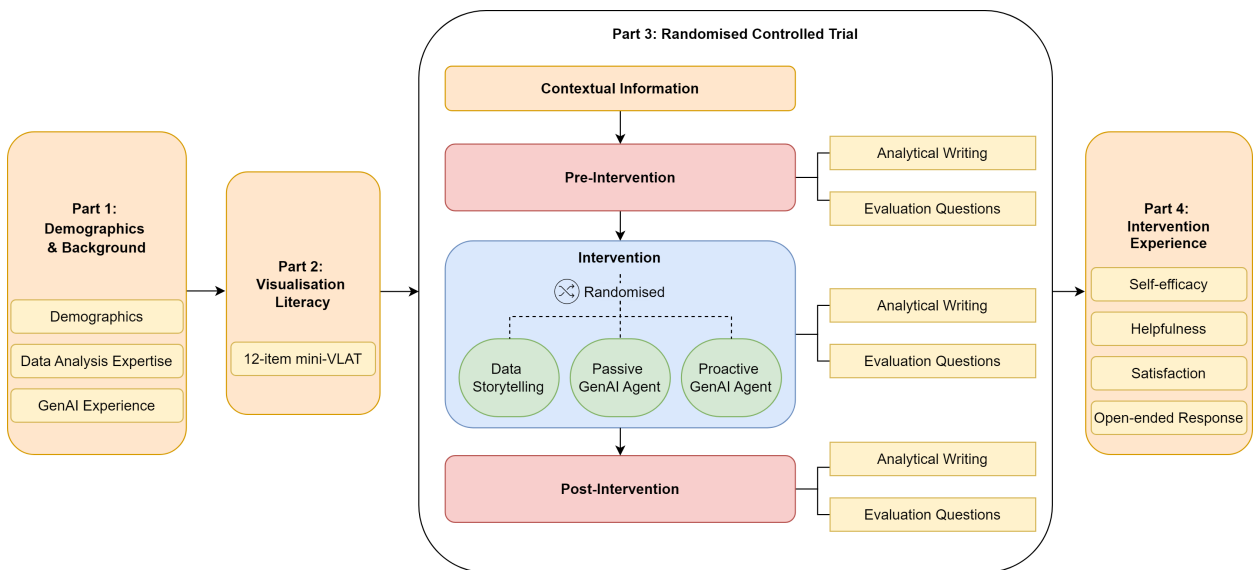 Part 1:
Demographics
& Background
Demographics
Data Analysis Expertise
GenAI Experience
Part 2:
Visualisation
Literacy
12-item mini-VLAT
Part 3: Randomised Controlled Trial
Contextual Information
Pre-Intervention
Analytical Writing
Evaluation Questions
Intervention
Randomised
Data
Storytelling
Passive
GenAI Agent
Proactive
GenAI Agent
Analytical Writing
Evaluation Questions
Post-Intervention
Analytical Writing
Evaluation Questions
Part 4:
Intervention
Experience
Self-efficacy
Helpfulness
Satisfaction
Open-ended Response